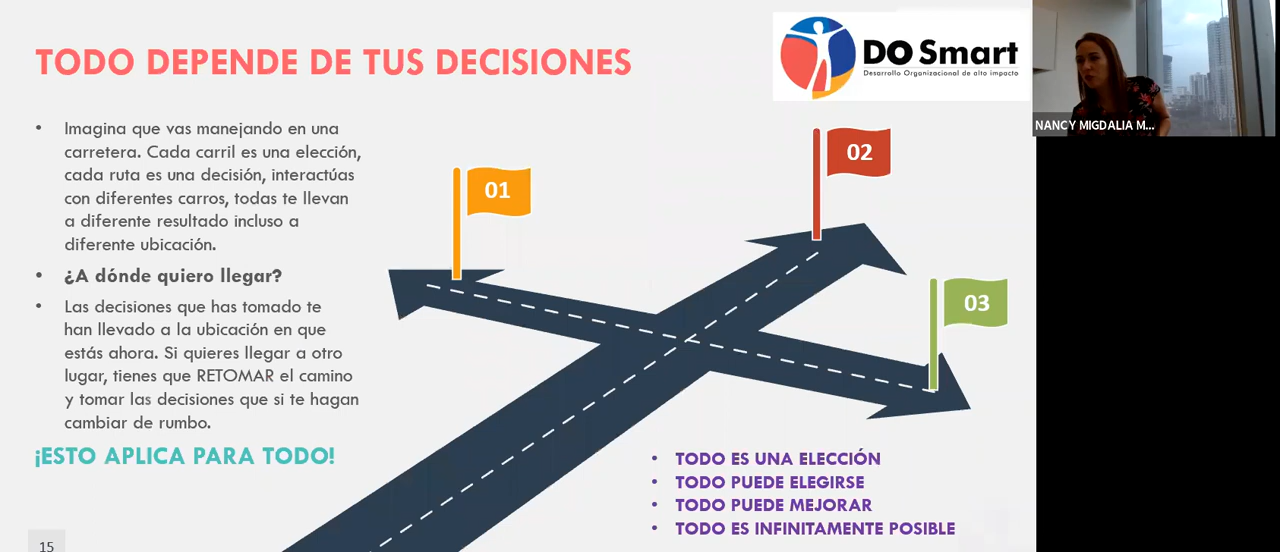 TODO DEPENDE DE TUS DECISIONES
DO Smart
Desarrollo Organizacional de alto impacto
NANCY MIGDALIA M...
• Imagina que vas manejando en una
carretera. Cada carril es una elección,
cada ruta es una decisión, interactúas
con diferentes carros, todas te llevan
a diferente resultado incluso a
diferente ubicación.
• ¿A dónde quiero llegar?
• Las decisiones que has tomado te
han llevado a la ubicación en que
estás ahora. Si quieres llegar a otro
lugar, tienes que RETOMAR el camino
y tomar las decisiones que si te hagan
cambiar de rumbo.
¡ESTO APLICA PARA TODO!
01
02
03
• TODO ES UNA ELECCIÓN
• TODO PUEDE ELEGIRSE
• TODO PUEDE MEJORAR
• TODO ES INFINITAMENTE POSIBLE
15